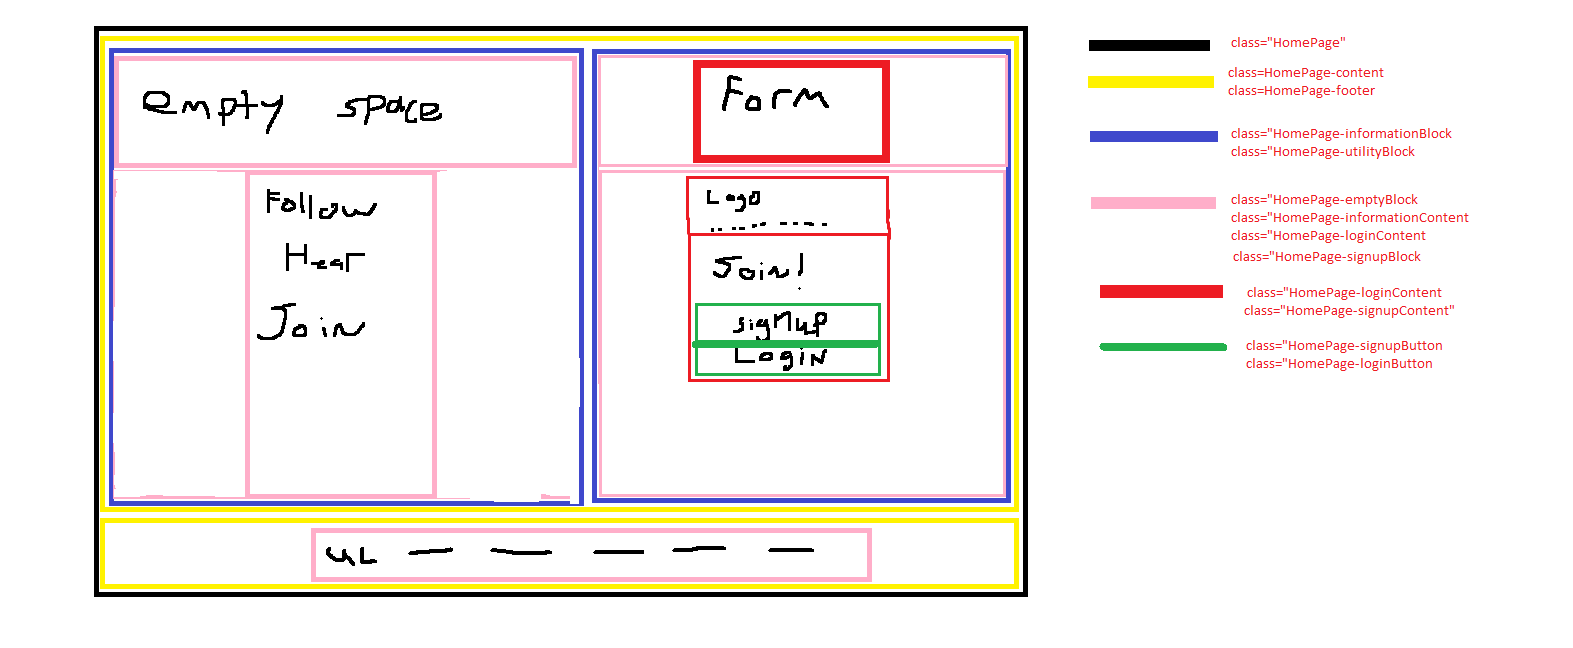 empty space
Follow
Hear
Join
Form
Logo
Join!
signup
Login
UL
class="HomePage"
class=HomePage-content
class=HomePage-footer
class="HomePage-informationBlock
class="HomePage-utilityBlock
class="HomePage-emptyBlock
class="HomePage-informationContent
class="HomePage-loginContent
class="HomePage-signupBlock
class="HomePage-loginContent
class="HomePage-signupContent"
class="HomePage-signupButton
class="HomePage-loginButton